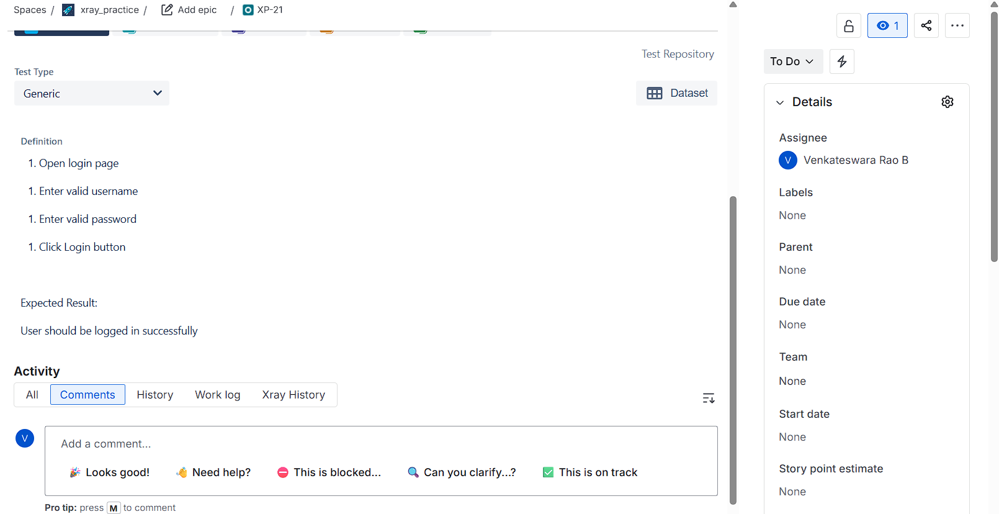 Spaces / xray_practice / Add epic / XP-21
1
Test Repository
To Do
Test Type
Generic
Dataset
Details
Definition
1. Open login page
1. Enter valid username
1. Enter valid password
1. Click Login button
Expected Result:
User should be logged in successfully
Activity
All Comments History Work log Xray History
V
Add a comment...
Looks good! Need help? This is blocked... Can you clarify...? This is on track
Pro tip: press M to comment
Assignee
V Venkateswara Rao B
Labels
None
Parent
None
Due date
None
Team
None
Start date
None
Story point estimate
None